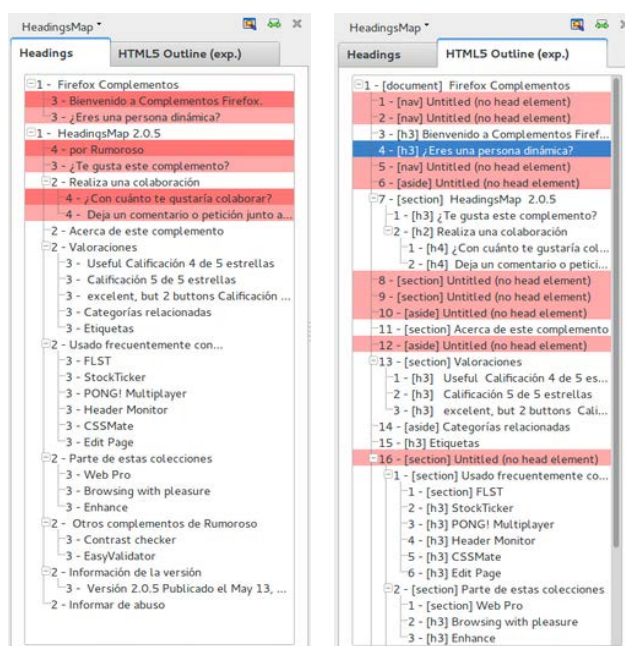 HeadingsMap
Headings
HTML5 Outline (exp.)
1 - Firefox Complementos
3 - Bienvenido a Complementos Firefox.
3 - ¿Eres una persona dinámica?
1 - HeadingsMap 2.0.5
4 - por Rumoroso
3 - ¿Te gusta este complemento?
2 - Realiza una colaboración
4 - ¿Con cuánto te gustaría colaborar?
4 - Deja un comentario o petición junto a...
2 - Acerca de este complemento
2 - Valoraciones
3 - Useful Calificación 4 de 5 estrellas
3 - Calificación 5 de 5 estrellas
3 - excelent, but 2 buttons Calificación ...
3 - Categorías relacionadas
3 - Etiquetas
2 - Usado frecuentemente con...
3 - FLST
3 - StockTicker
3 - PONG! Multiplayer
3 - Header Monitor
3 - CSSMate
3 - Edit Page
2 - Parte de estas colecciones
3 - Web Pro
3 - Browsing with pleasure
3 - Enhance
2 - Otros complementos de Rumoroso
3 - Contrast checker
3 - EasyValidator
2 - Información de la versión
3 - Versión 2.0.5 Publicado el May 13, ...
2 - Informar de abuso
HeadingsMap
Headings
HTML5 Outline (exp.)
1 - [document] Firefox Complementos
1 - [nav] Untitled (no head element)
2 - [nav] Untitled (no head element)
3 - [h3] Bienvenido a Complementos Firef...
4 - [h3] ¿Eres una persona dinámica?
5 - [nav] Untitled (no head element)
6 - [aside] Untitled (no head element)
7 - [section] HeadingsMap 2.0.5
1 - [h3] ¿Te gusta este complemento?
2 - [h2] Realiza una colaboración
1 - [h4] ¿Con cuánto te gustaría col...
2 - [h4] Deja un comentario o petici...
8 - [section] Untitled (no head element)
9 - [section] Untitled (no head element)
10 - [aside] Untitled (no head element)
11 - [section] Acerca de este complemento
12 - [aside] Untitled (no head element)
13 - [section] Valoraciones
1 - [h3] Useful Calificación 4 de 5 es...
2 - [h3] Calificación 5 de 5 estrellas
3 - [h3] excelent, but 2 buttons Cali...
14 - [aside] Categorías relacionadas
15 - [h3] Etiquetas
16 - [section] Untitled (no head element)
1 - [section] Usado frecuentemente co...
1 - [section] FLST
2 - [h3] StockTicker
3 - [h3] PONG! Multiplayer
4 - [h3] Header Monitor
5 - [h3] CSSMate
6 - [h3] Edit Page
2 - [section] Parte de estas colecciones
1 - [section] Web Pro
2 - [h3] Browsing with pleasure
3 - [h3] Enhance